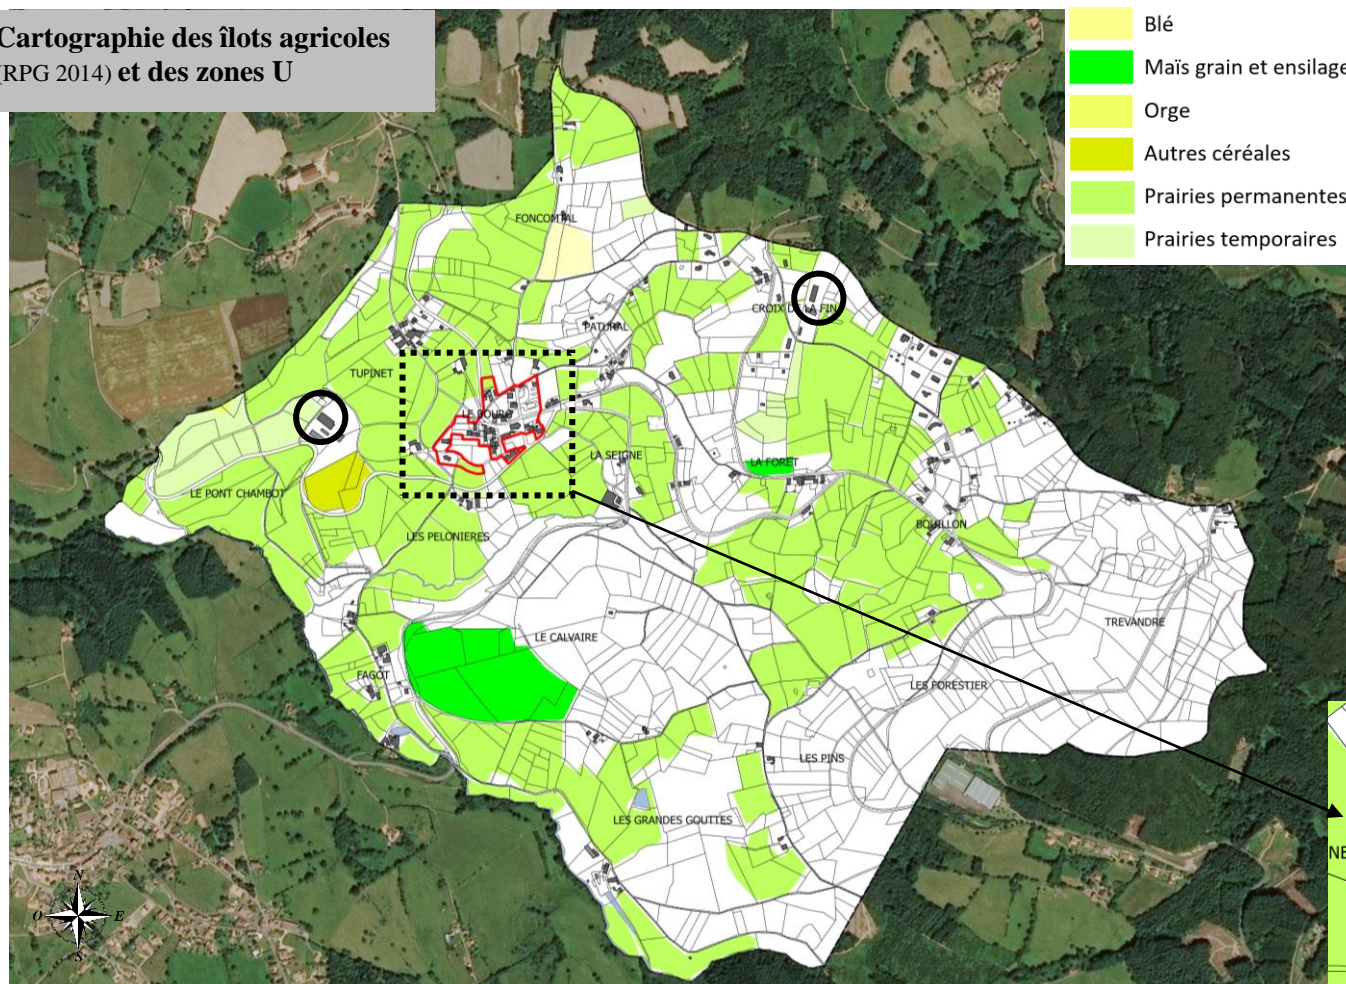 Cartographie des îlots agricoles
(RPG 2014) et des zones U
Blé
Maïs grain et ensilage
Orge
Autres céréales
Prairies permanentes
Prairies temporaires
FONCOMTAL
CROIX DE LA FIN
PATURAL
TUPINET
LE BOURG
LA SEIGNE
LA FORET
LE PONT CHAMBOT
BOUILLON
LES PELONIERES
LE CALVAIRE
TREVANDRE
FAGOT
LES FORESTIER
LES PINS
LES GRANDES GOUTTES
NE
N
O
E
S